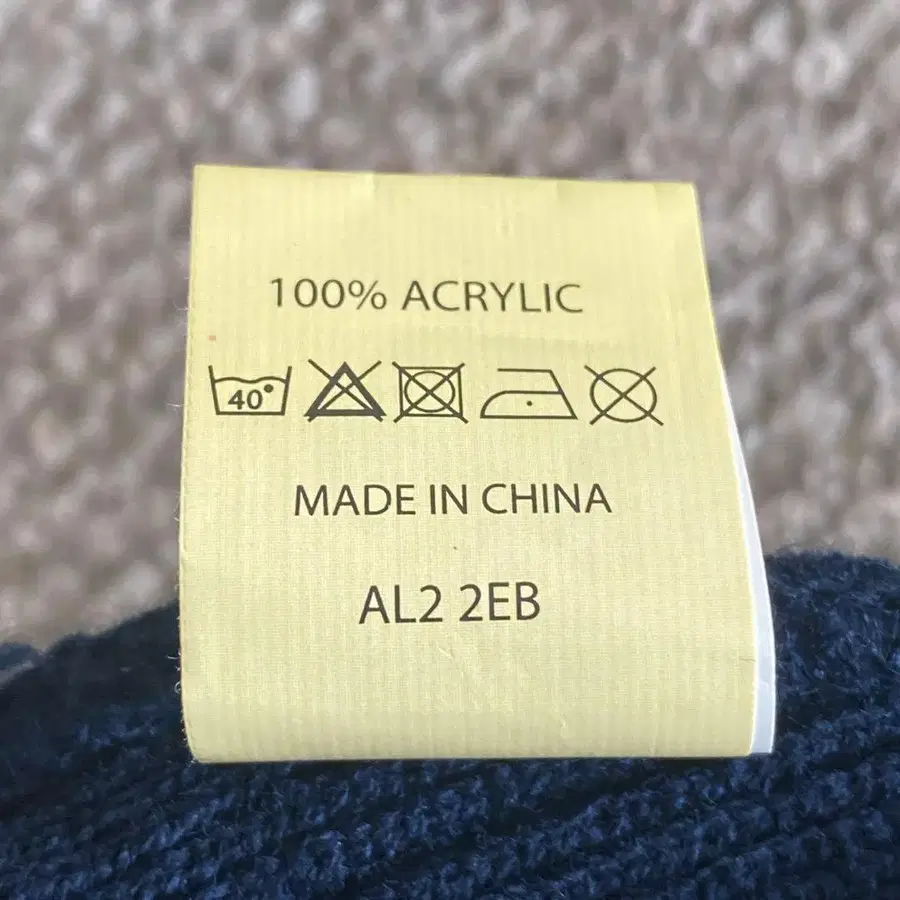 100% ACRYLIC
40°
MADE IN CHINA
AL2 2EB